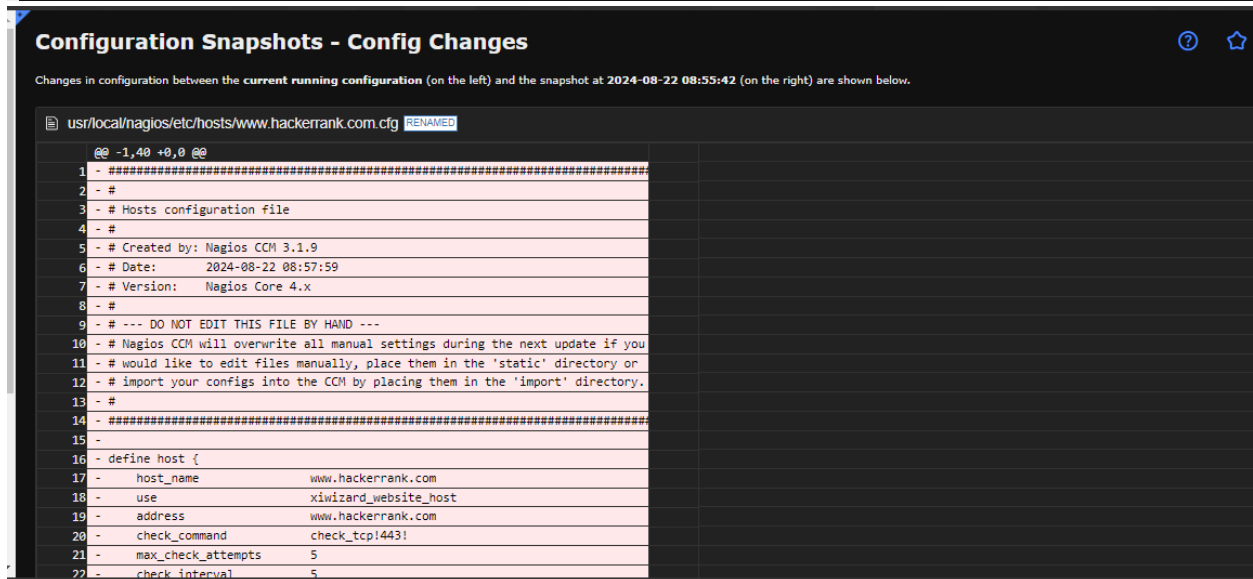 Configuration Snapshots - Config Changes
Changes in configuration between the current running configuration (on the left) and the snapshot at 2024-08-22 08:55:42 (on the right) are shown below.
usr/local/nagios/etc/hosts/www.hackerrank.com.cfg RENAMED
@@ -1,40 +0,0 @@
1 - #############################################################################
2 - #
3 - # Hosts configuration file
4 - #
5 - # Created by: Nagios CCM 3.1.9
6 - # Date:       2024-08-22 08:57:59
7 - # Version:    Nagios Core 4.x
8 - #
9 - # --- DO NOT EDIT THIS FILE BY HAND ---
10 - # Nagios CCM will overwrite all manual settings during the next update if you
11 - # would like to edit files manually, place them in the 'static' directory or
12 - # import your configs into the CCM by placing them in the 'import' directory.
13 - #
14 - #############################################################################
15 -
16 - define host {
17 -     host_name               www.hackerrank.com
18 -     use                     xiwizard_website_host
19 -     address                 www.hackerrank.com
20 -     check_command           check_tcp!443!
21 -     max_check_attempts      5
22 -     check_interval          5